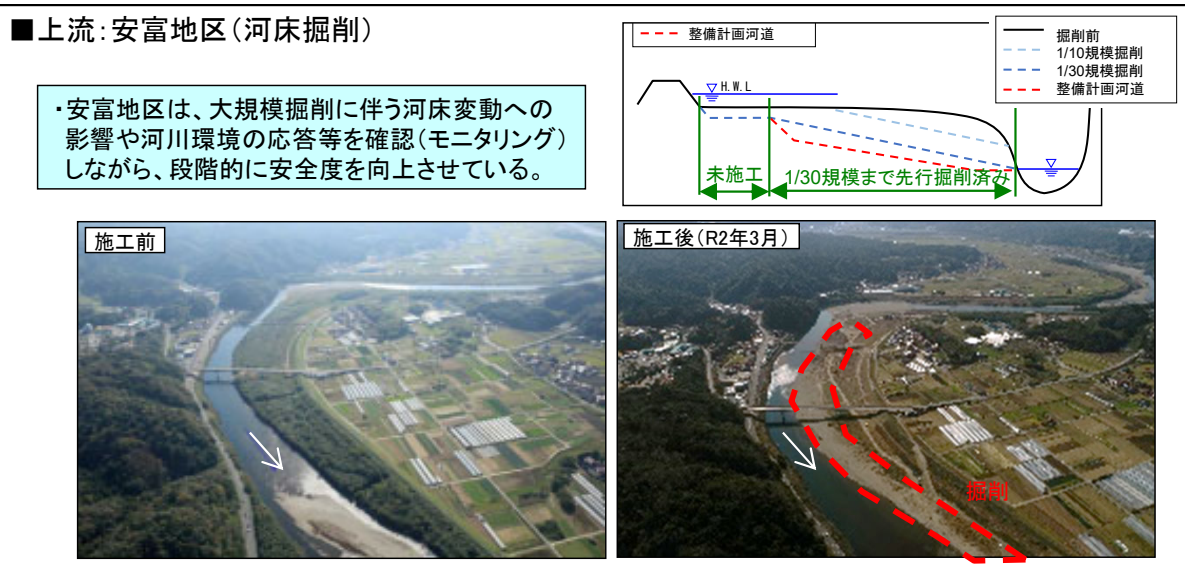 ■上流：安富地区（河床掘削）
・安富地区は、大規模掘削に伴う河床変動への
影響や河川環境の応答等を確認（モニタリング）
しながら、段階的に安全度を向上させている。
整備計画河道
掘削前
1/10規模掘削
1/30規模掘削
整備計画河道
H.W.L
未施工
1/30規模まで先行掘削済み
施工前
施工後（R2年3月）
掘削